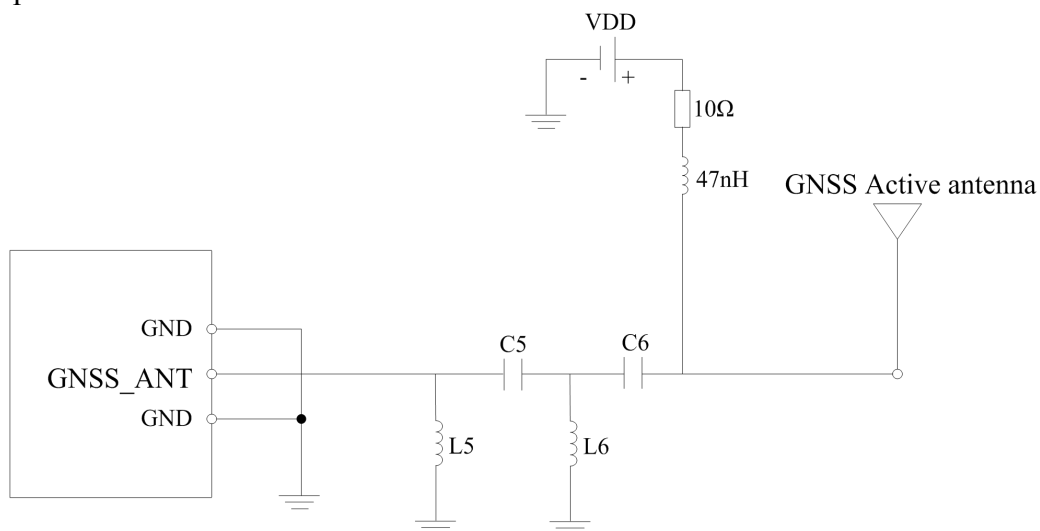 VDD
- +
10Ω
47nH
GNSS Active antenna
GND
C5
C6
GNSS_ANT
GND
L5
L6